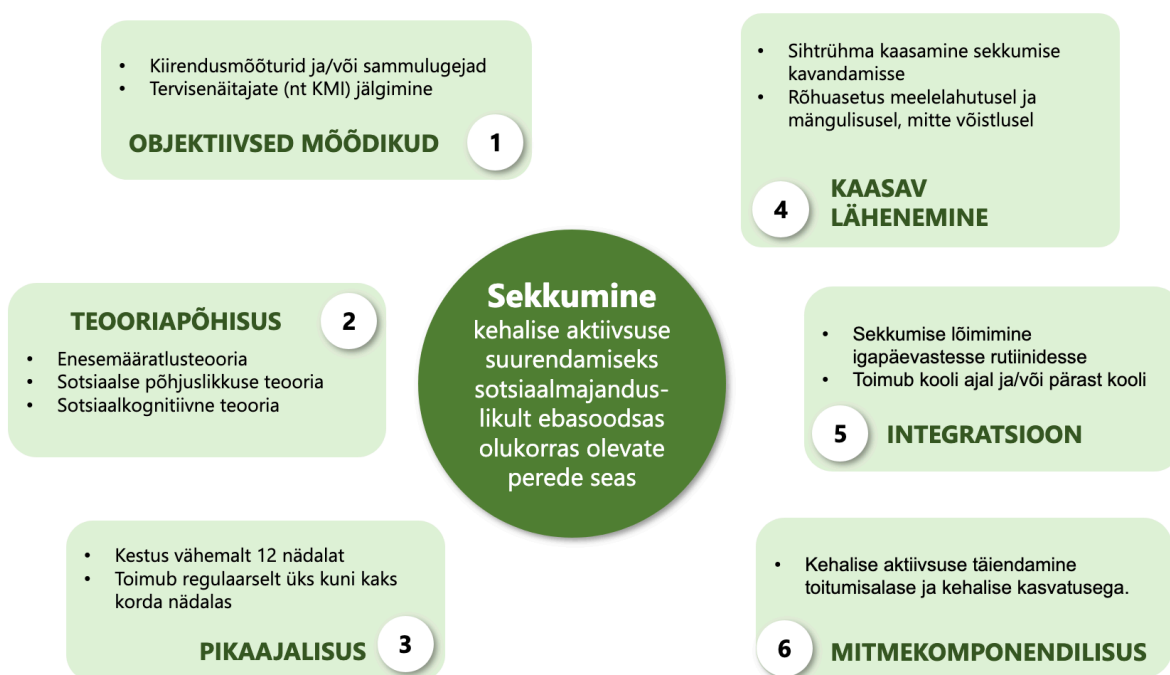 • Kiirendusmõõturid ja/või sammulugejad
• Tervisenäitajate (nt KMI) jälgimine
OBJEKTIIVSED MÕÕDIKUD 1
TEOORIAPÕHISUS 2
• Enesemääratlusteooria
• Sotsiaalse põhjuslikkuse teooria
• Sotsiaalkognitiivne teooria
• Kestus vähemalt 12 nädalat
• Toimub regulaarselt üks kuni kaks
korda nädalas
PIKAAJALISUS 3
Sekkumine
kehalise aktiivsuse
suurendamiseks
sotsiaalmajandus-
likult ebasoodsas
olukorras olevate
perede seas
• Sihtrühma kaasamine sekkumise
kavandamisse
• Rõhuasetus meelelahutusel ja
mängulisusel, mitte võistlusel
4 KAASAV
LÄHENEMINE
• Sekkumise lõimimine
igapäevastesse rutiinidesse
• Toimub kooli ajal ja/või pärast kooli
5 INTEGRATSIOON
• Kehalise aktiivsuse täiendamine
toitumisalase ja kehalise kasvatusega.
6 MITMEKOMPONENDILISUS